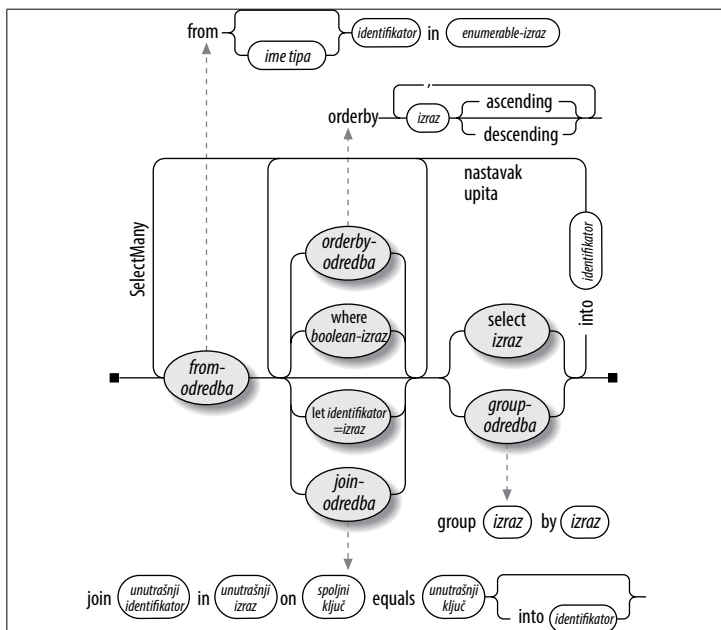 from ime tipa identifikator in enumerable-izraz
,
orderby izraz ascending
descending
nastavak
upita
SelectMany
identifikator
into
orderby-
odredba
where
boolean-izraz
select
izraz
from-
odredba
let identifikator
=izraz
group-
odredba
join-
odredba
group izraz by izraz
join unutrašnji
identifikator in unutrašnji
izraz on spoljni
ključ equals unutrašnji
ključ
into identifikator